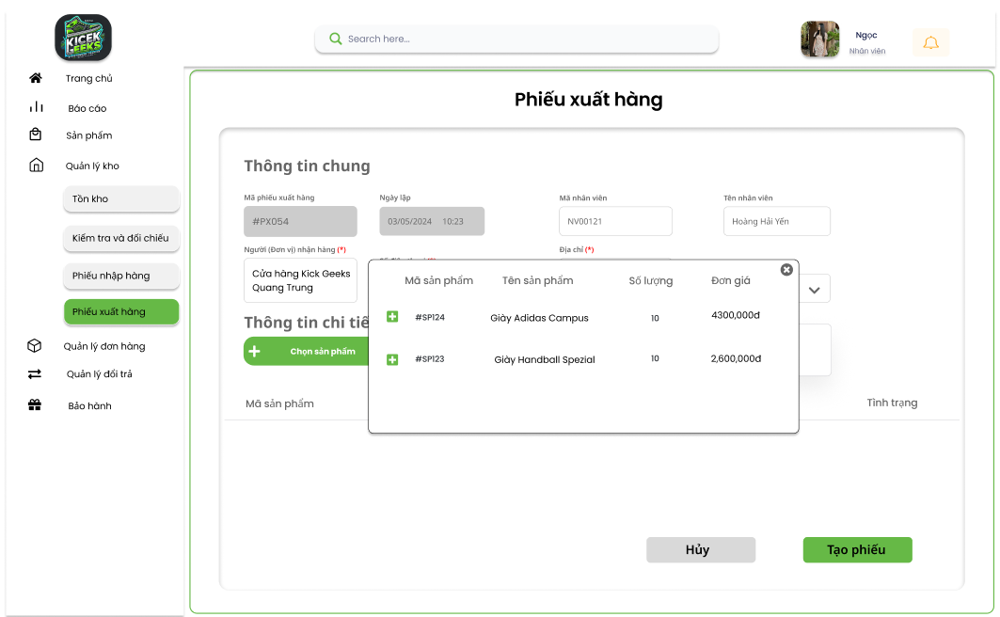 KICEK
GEEKS
Search here...
Ngọc
Nhân viên
Trang chủ
Báo cáo
Sản phẩm
Quản lý kho
Tồn kho
Kiểm tra và đối chiếu
Phiếu nhập hàng
Phiếu xuất hàng
Quản lý đơn hàng
Quản lý đổi trả
Bảo hành
Phiếu xuất hàng
Thông tin chung
Mã phiếu xuất hàng
Ngày lập
Mã nhân viên
Tên nhân viên
#PX054
03/05/2024 10:23
NV00121
Hoàng Hải Yến
Người (Đơn vị) nhận hàng (*)
Địa chỉ (*)
Cửa hàng Kick Geeks
Quang Trung
Thông tin chi tiế
Chọn sản phẩm
Mã sản phẩm
Tình trạng
Mã sản phẩm Tên sản phẩm Số lượng Đơn giá
#SP124 Giày Adidas Campus 10 4300,000đ
#SP123 Giày Handball Spezial 10 2,600,000đ
Hủy
Tạo phiếu